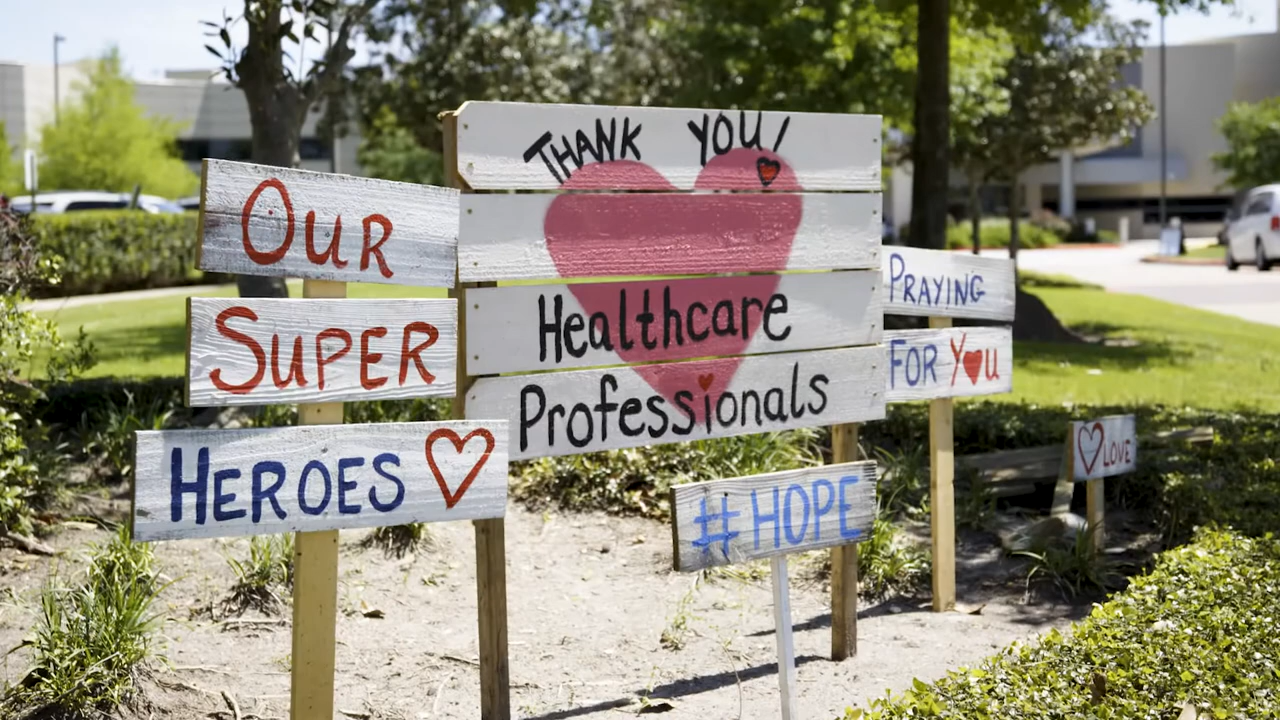 OUR
SUPER
HEROES
THANK YOU!
Healthcare
Professionals
PRAYING
FOR YOU
#HOPE
LOVE